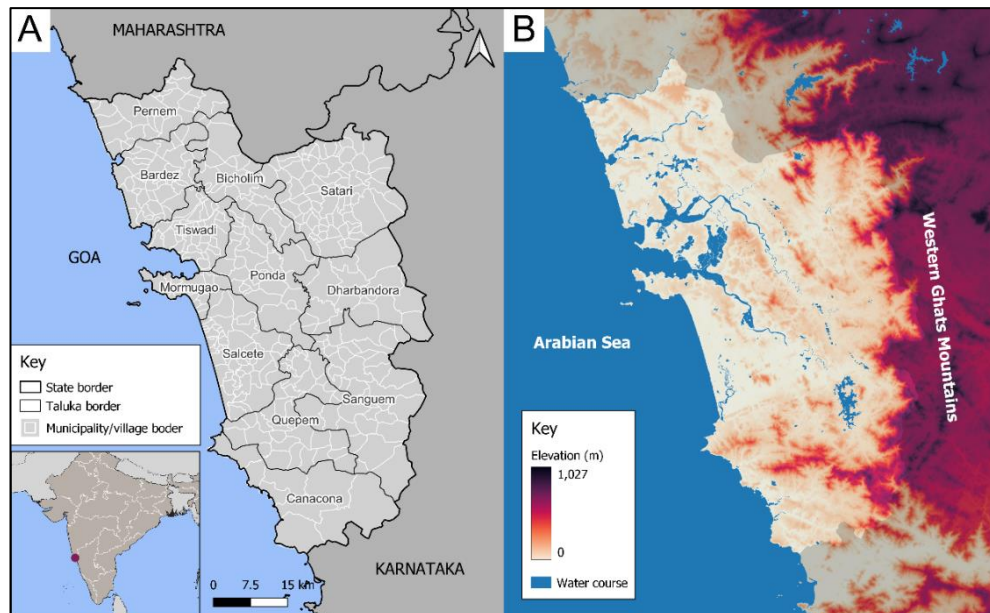 A
MAHARASHTRA
Pernem
Bardez
Bicholim
Satari
Tiswadi
GOA
Ponda
Mormugao
Dharbandora
Salcete
Sanguem
Quepem
Canacona
KARNATAKA
Key
State border
Taluka border
Municipality/village boder
0 7.5 15 km
B
Western Ghats Mountains
Arabian Sea
Key
Elevation (m)
1,027
0
Water course